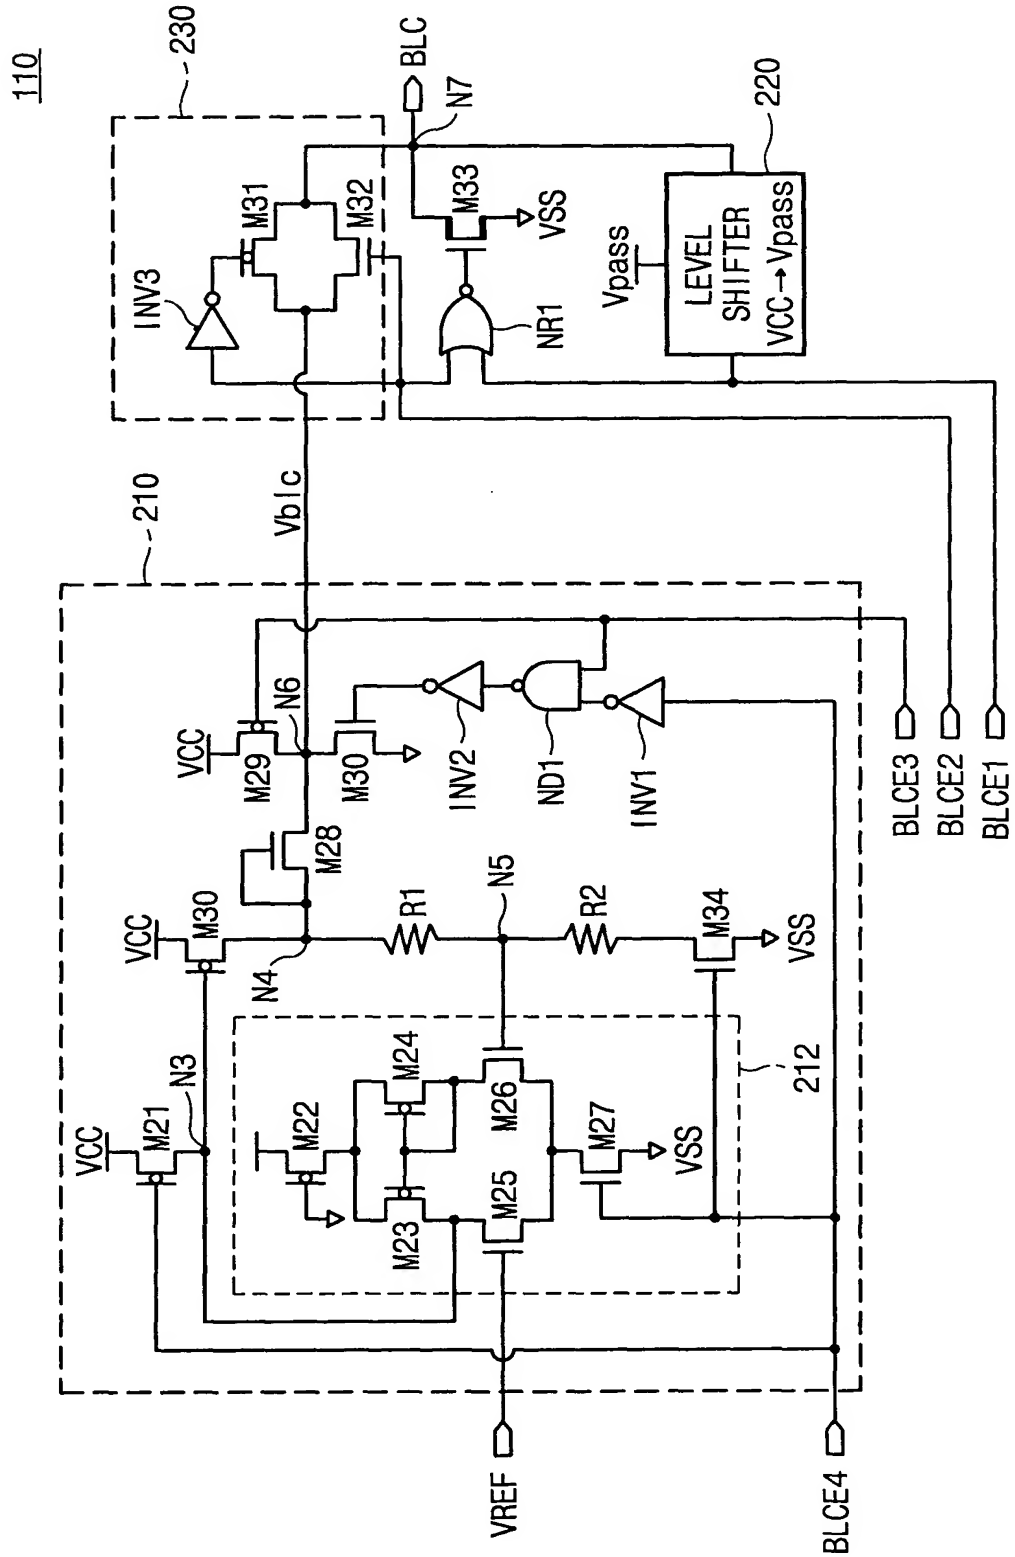 110
230
BLC
N7
M31
M32
INV3
M33
VSS
NR1
Vpass
220
LEVEL
SHIFTER
VCC→Vpass
210
Vblc
VCC
N6
M29
M30
INV2
ND1
INV1
M28
VCC
M30
N4
R1
N5
R2
M34
VSS
VCC
M21
N3
M22
M24
M23
M26
M25
M27
VSS
212
VREF
BLCE4
BLCE3
BLCE2
BLCE1